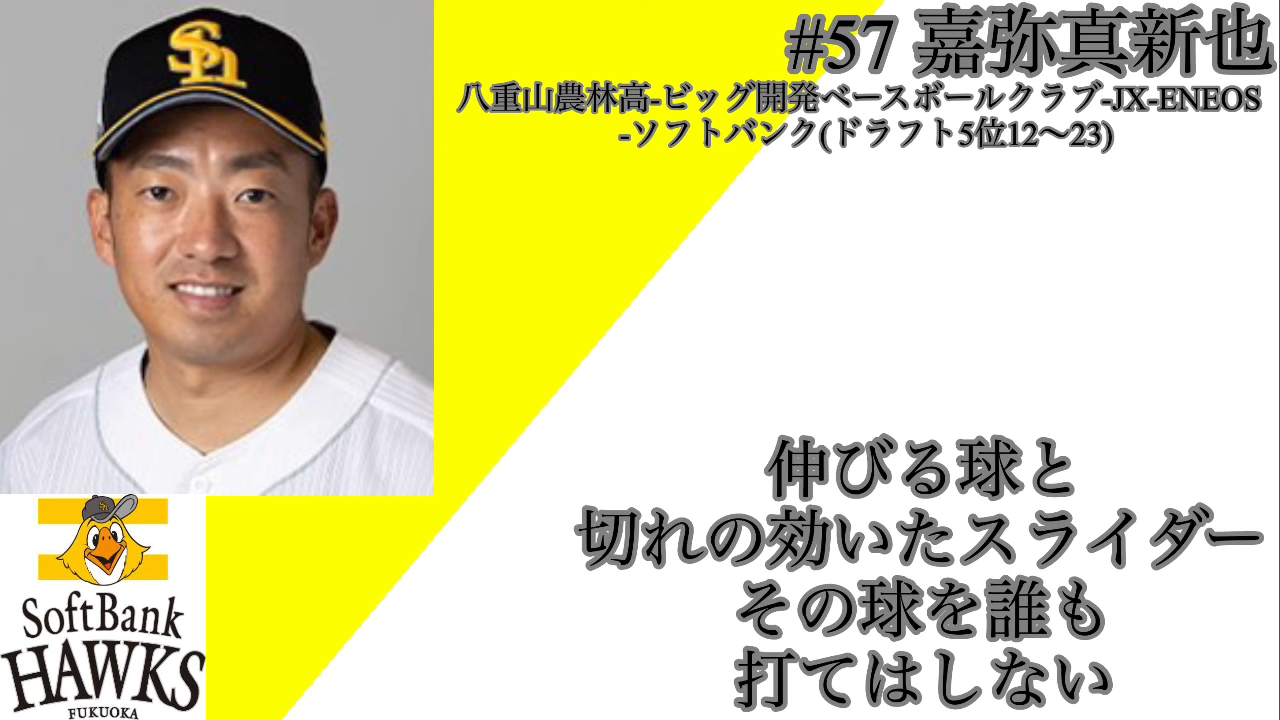 #57 嘉弥真新也
八重山農林高-ビッグ開発ベースボールクラブ-JX-ENEOS
-ソフトバンク(ドラフト5位12〜23)
Sh
伸びる球と
切れの効いたスライダー
その球を誰も
打てはしない
SoftBank
HAWKS
FUKUOKA